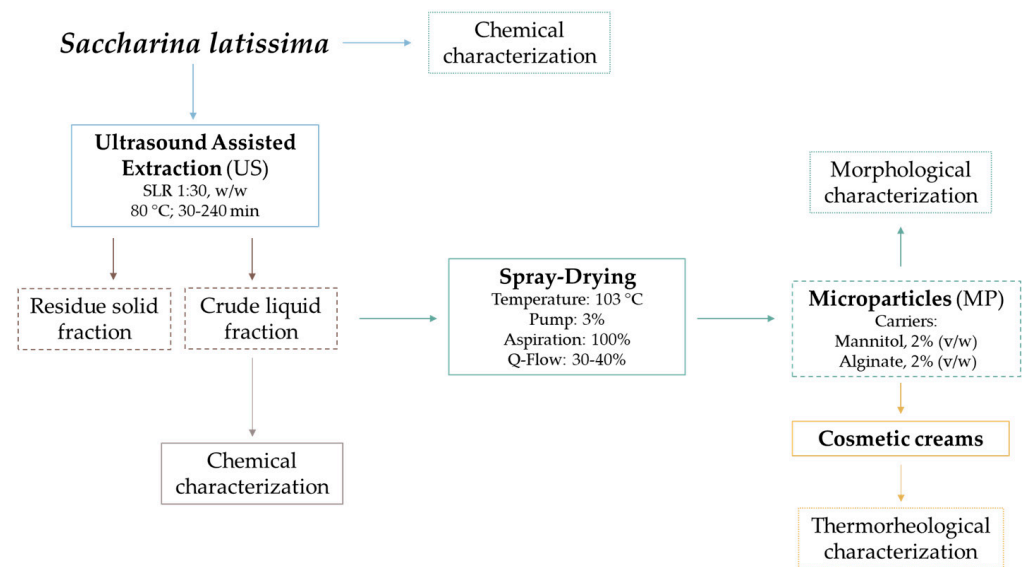 Saccharina latissima
Chemical
characterization
Ultrasound Assisted
Extraction (US)
SLR 1:30, w/w
80 °C; 30-240 min
Residue solid
fraction
Crude liquid
fraction
Chemical
characterization
Spray-Drying
Temperature: 103 °C
Pump: 3%
Aspiration: 100%
Q-Flow: 30-40%
Morphological
characterization
Microparticles (MP)
Carriers:
Mannitol, 2% (v/w)
Alginate, 2% (v/w)
Cosmetic creams
Thermorheological
characterization